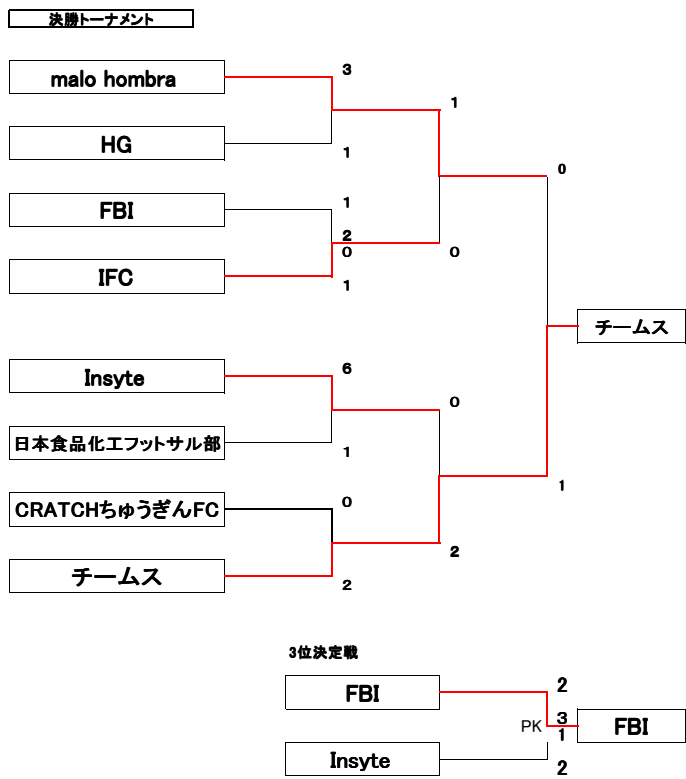 決勝トーナメント
malo hombra
3
1
HG
1
0
FBI
1
2
0
0
IFC
1
チームス
Insyte
6
0
日本食品化工フットサル部
1
1
CRATCHちゅうぎんFC
0
2
チームス
2
3位決定戦
FBI
2
PK
3
1
FBI
Insyte
2